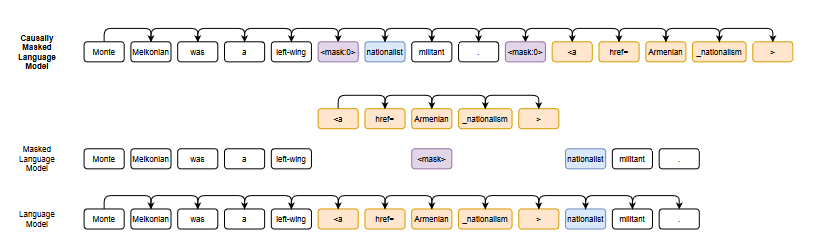 Causally
Masked
Language
Model
Monte Melkonian was a left-wing <mask:0> nationalist militant . <mask:0> <a href= Armenian _nationalism >
<a href= Armenian _nationalism >
Masked
Language
Model
Monte Melkonian was a left-wing <mask> nationalist militant .
Language
Model
Monte Melkonian was a left-wing <a href= Armenian _nationalism > nationalist militant .